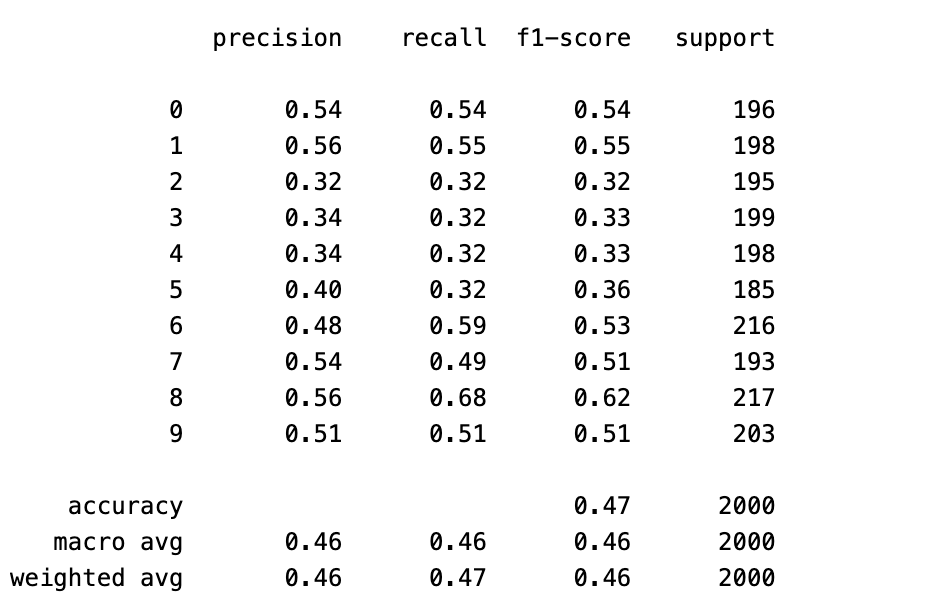 precision recall f1-score support
0 0.54 0.54 0.54 196
1 0.56 0.55 0.55 198
2 0.32 0.32 0.32 195
3 0.34 0.32 0.33 199
4 0.34 0.32 0.33 198
5 0.40 0.32 0.36 185
6 0.48 0.59 0.53 216
7 0.54 0.49 0.51 193
8 0.56 0.68 0.62 217
9 0.51 0.51 0.51 203
accuracy 0.47 2000
macro avg 0.46 0.46 0.46 2000
weighted avg 0.46 0.47 0.46 2000